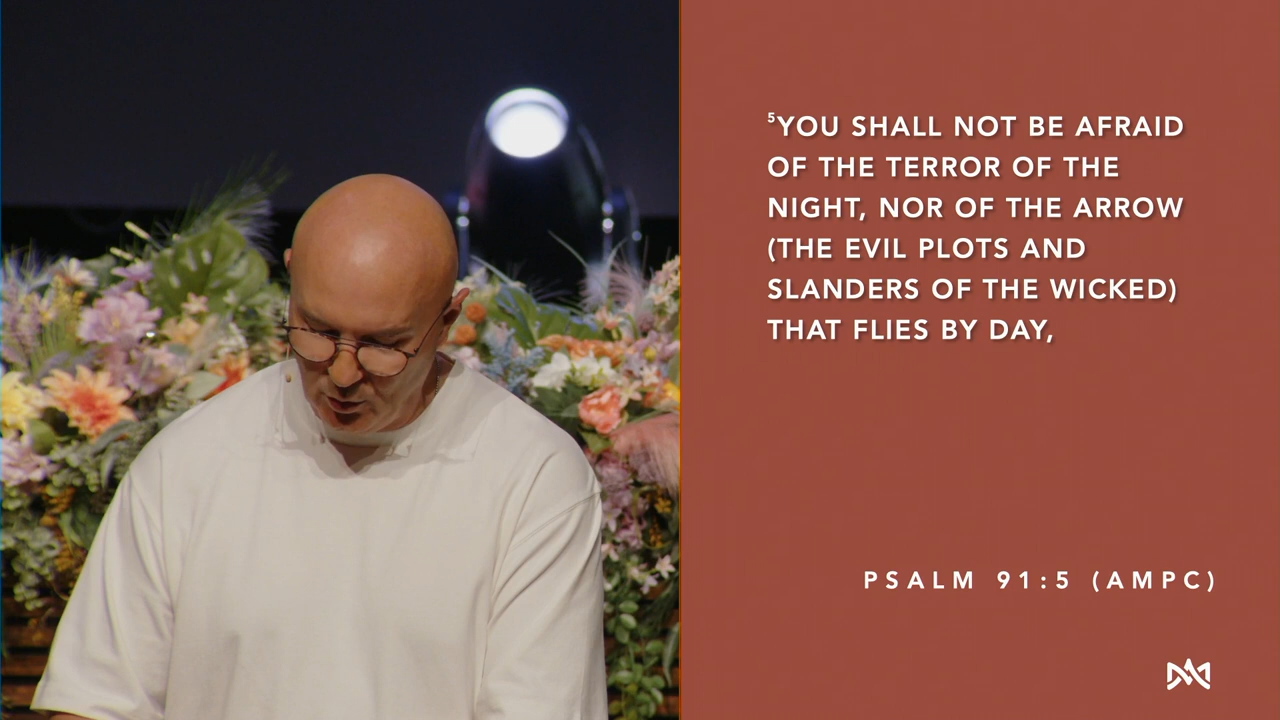 5YOU SHALL NOT BE AFRAID
OF THE TERROR OF THE
NIGHT, NOR OF THE ARROW
(THE EVIL PLOTS AND
SLANDERS OF THE WICKED)
THAT FLIES BY DAY,
PSALM 91:5 (AMPC)